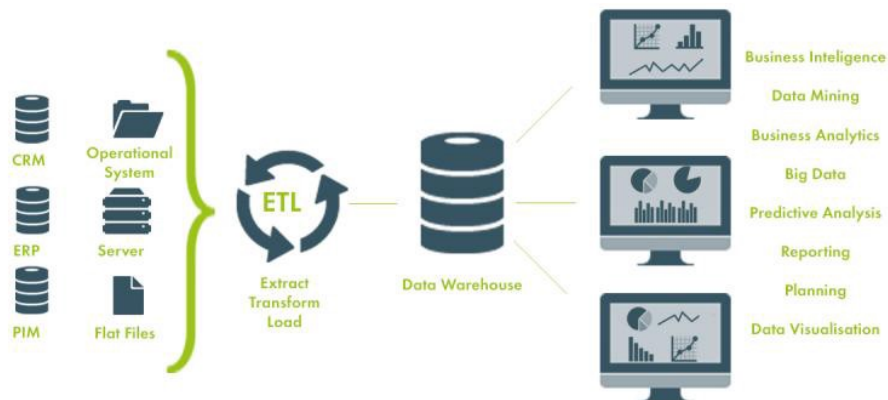 CRM
Operational
System
ERP
Server
PIM
Flat Files
ETL
Extract
Transform
Load
Data Warehouse
Business Inteligence
Data Mining
Business Analytics
Big Data
Predictive Analysis
Reporting
Planning
Data Visualisation